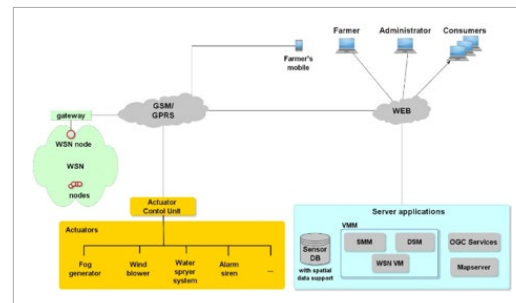 Farmer
Administrator
Consumers
Farmer's
mobile
GSM/
GPRS
WEB
gateway
WSN node
WSN
nodes
Actuator
Contol Unit
Actuators
Fog
generator
Wind
blower
Water
spryer
system
Alarm
siren
...
Server applications
VMM
Sensor
DB
with spatial
data support
SMM
DSM
WSN VM
OGC Services
Mapserver